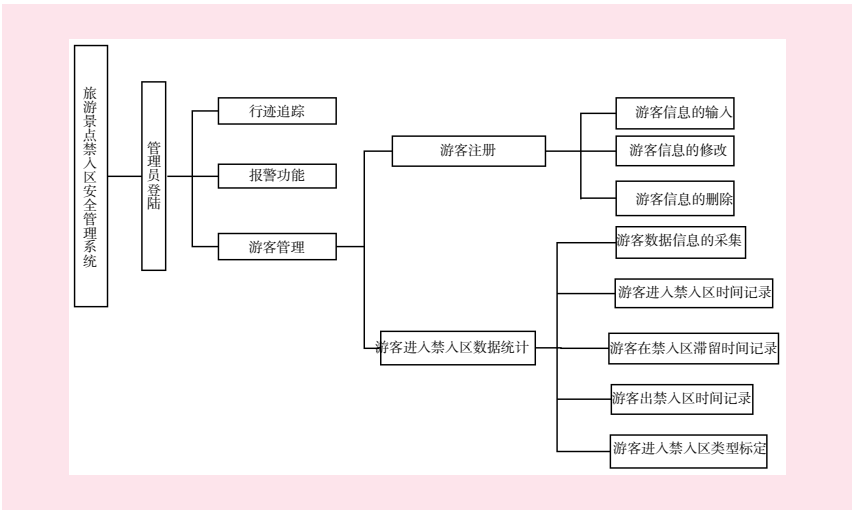 旅游景点禁入区安全管理系统
管理员登陆
行迹追踪
报警功能
游客管理
游客注册
游客进入禁入区数据统计
游客信息的输入
游客信息的修改
游客信息的删除
游客数据信息的采集
游客进入禁入区时间记录
游客在禁入区滞留时间记录
游客出禁入区时间记录
游客进入禁入区类型标定